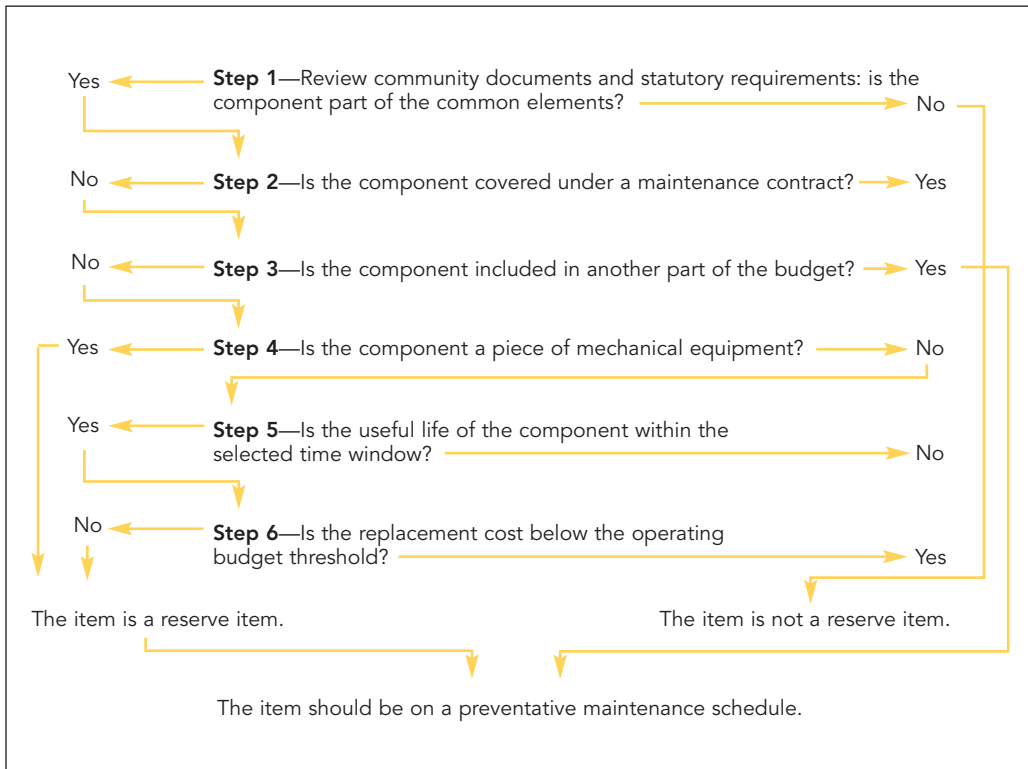 Yes
Step 1—Review community documents and statutory requirements: is the
component part of the common elements?
No
No
Step 2—Is the component covered under a maintenance contract?
Yes
No
Step 3—Is the component included in another part of the budget?
Yes
Yes
Step 4—Is the component a piece of mechanical equipment?
No
Yes
Step 5—Is the useful life of the component within the
selected time window?
No
No
Step 6—Is the replacement cost below the operating
budget threshold?
Yes
The item is a reserve item.
The item is not a reserve item.
The item should be on a preventative maintenance schedule.